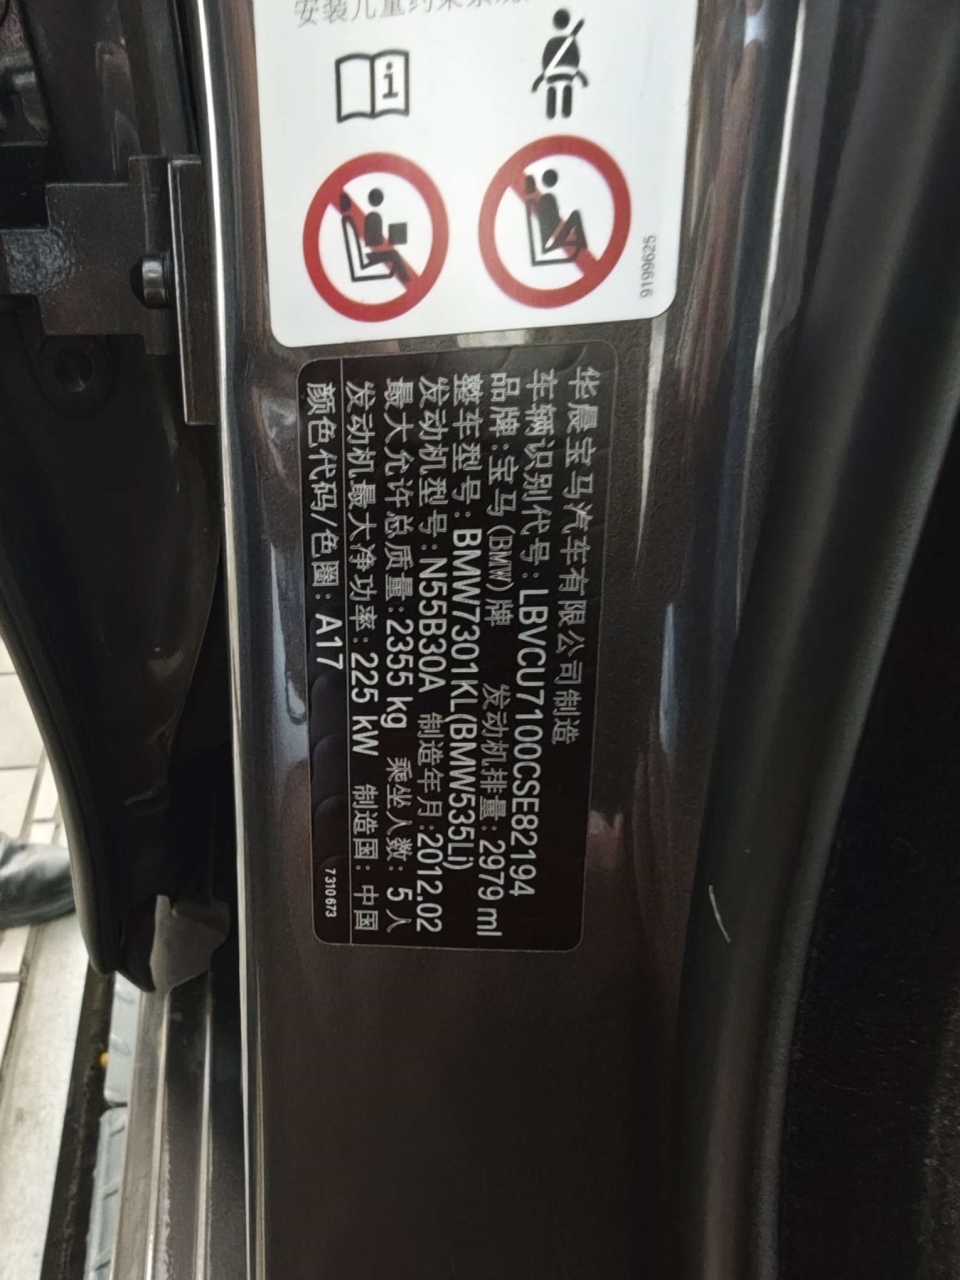 安装儿童约束系统
9199625
华晨宝马汽车有限公司制造
车辆识别代号:LBVCU7100CSE82194
品牌:宝马(BMW)牌 发动机排量:2979 ml
整车型号:BMW7301KL(BMW535Li)
发动机型号:N55B30A 制造年月:2012.02
最大允许总质量:2355 kg 乘坐人数: 5 人
发动机最大净功率:225 kW 制造国: 中国
颜色代码/色圈: A17
7310673